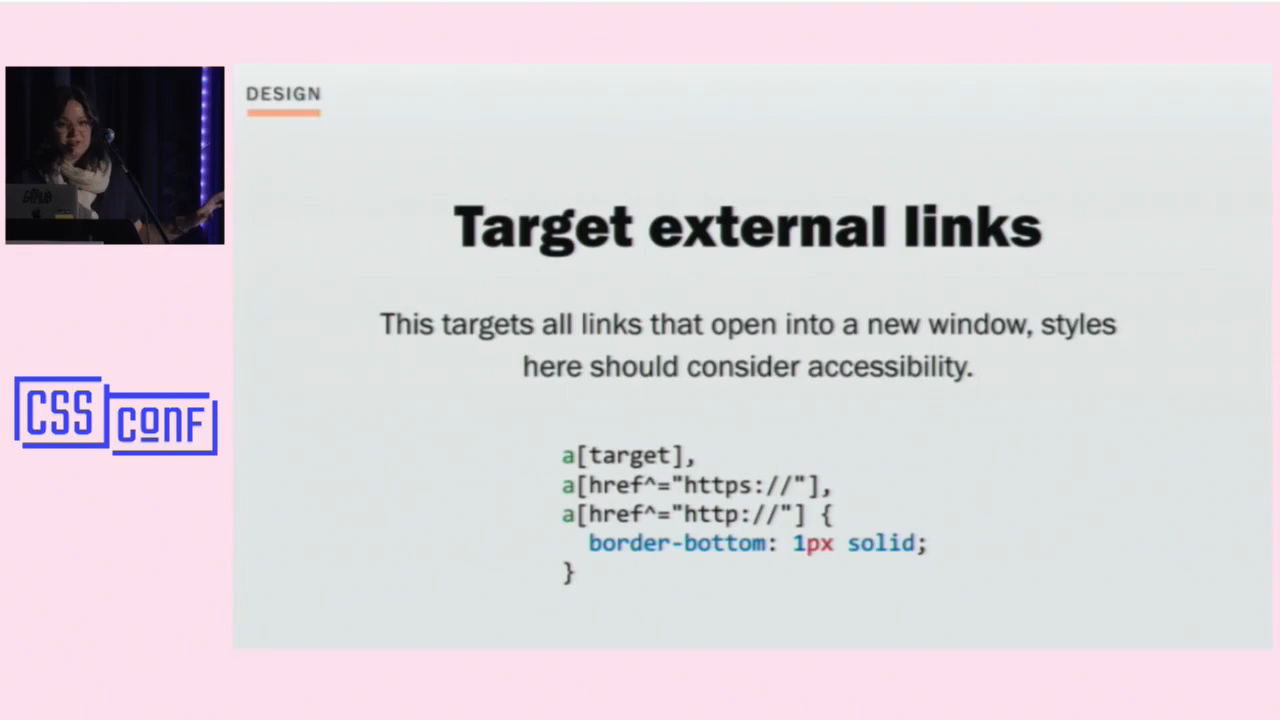 DESIGN
Target external links
This targets all links that open into a new window, styles
here should consider accessibility.
a[target],
a[href^="https://"],
a[href^="http://"] {
border-bottom: 1px solid;
}
GitHub
CSS
CONF